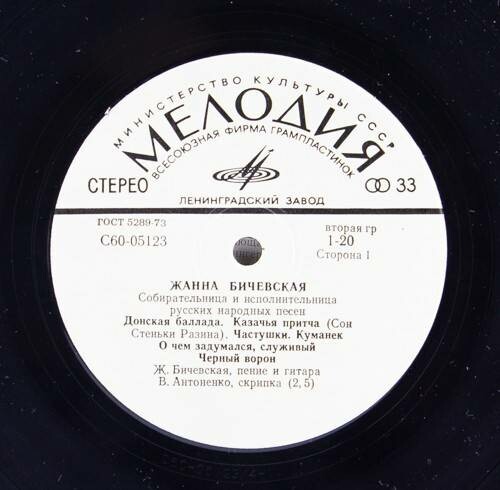 МИНИСТЕРСТВО КУЛЬТУРЫ СССР
МЕЛОДИЯ
ВСЕСОЮЗНАЯ ФИРМА ГРАМПЛАСТИНОК
СТЕРЕО
33
ЛЕНИНГРАДСКИЙ ЗАВОД
ГОСТ 5289-73
С60-05123
вторая гр
1-20
Сторона 1
ЖАННА БИЧЕВСКАЯ
Собирательница и исполнительница
русских народных песен
Донская баллада. Казачья притча (Сон
Стеньки Разина). Частушки. Куманек
О чем задумался, служивый
Черный ворон
Ж. Бичевская, пение и гитара
В. Антоненко, скрипка (2, 5)